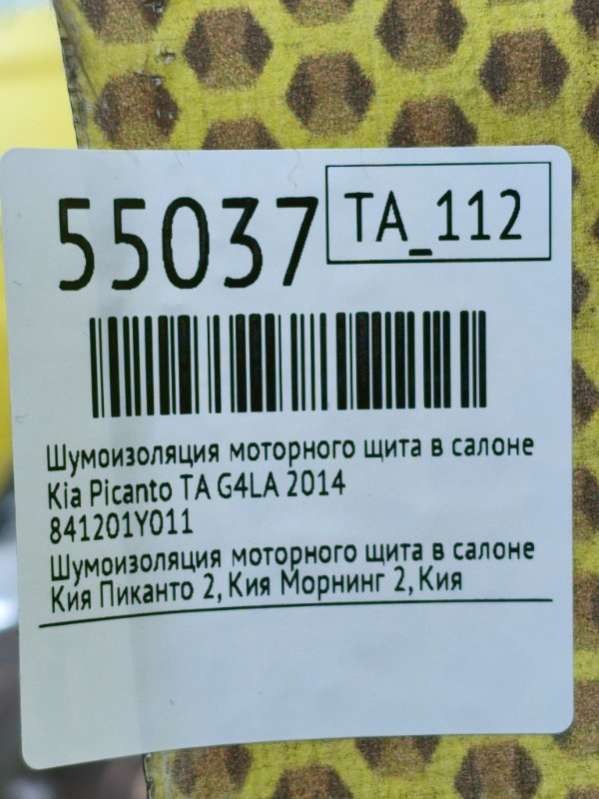 55037
TA_112
Шумоизоляция моторного щита в салоне
Kia Picanto TA G4LA 2014
841201Y011
Шумоизоляция моторного щита в салоне
Кия Пиканто 2, Кия Морнинг 2, Кия